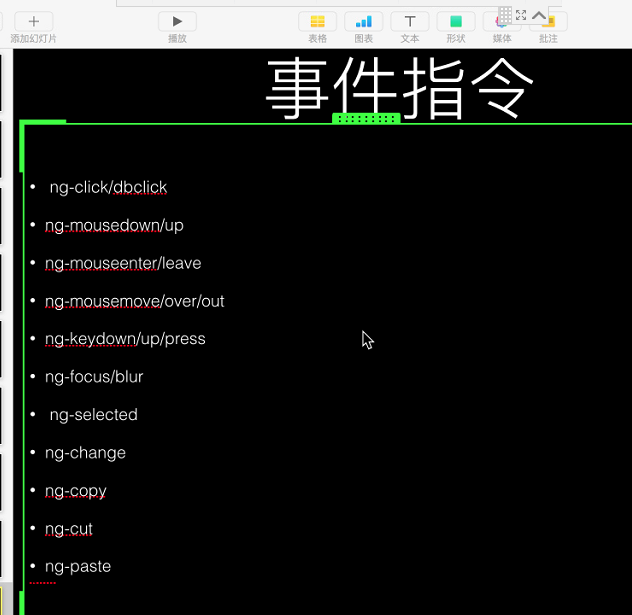 添加幻灯片
播放
表格
图表
文本
形状
媒体
批注
事件指令
• ng-click/dbclick
• ng-mousedown/up
• ng-mouseenter/leave
• ng-mousemove/over/out
• ng-keydown/up/press
• ng-focus/blur
• ng-selected
• ng-change
• ng-copy
• ng-cut
• ng-paste